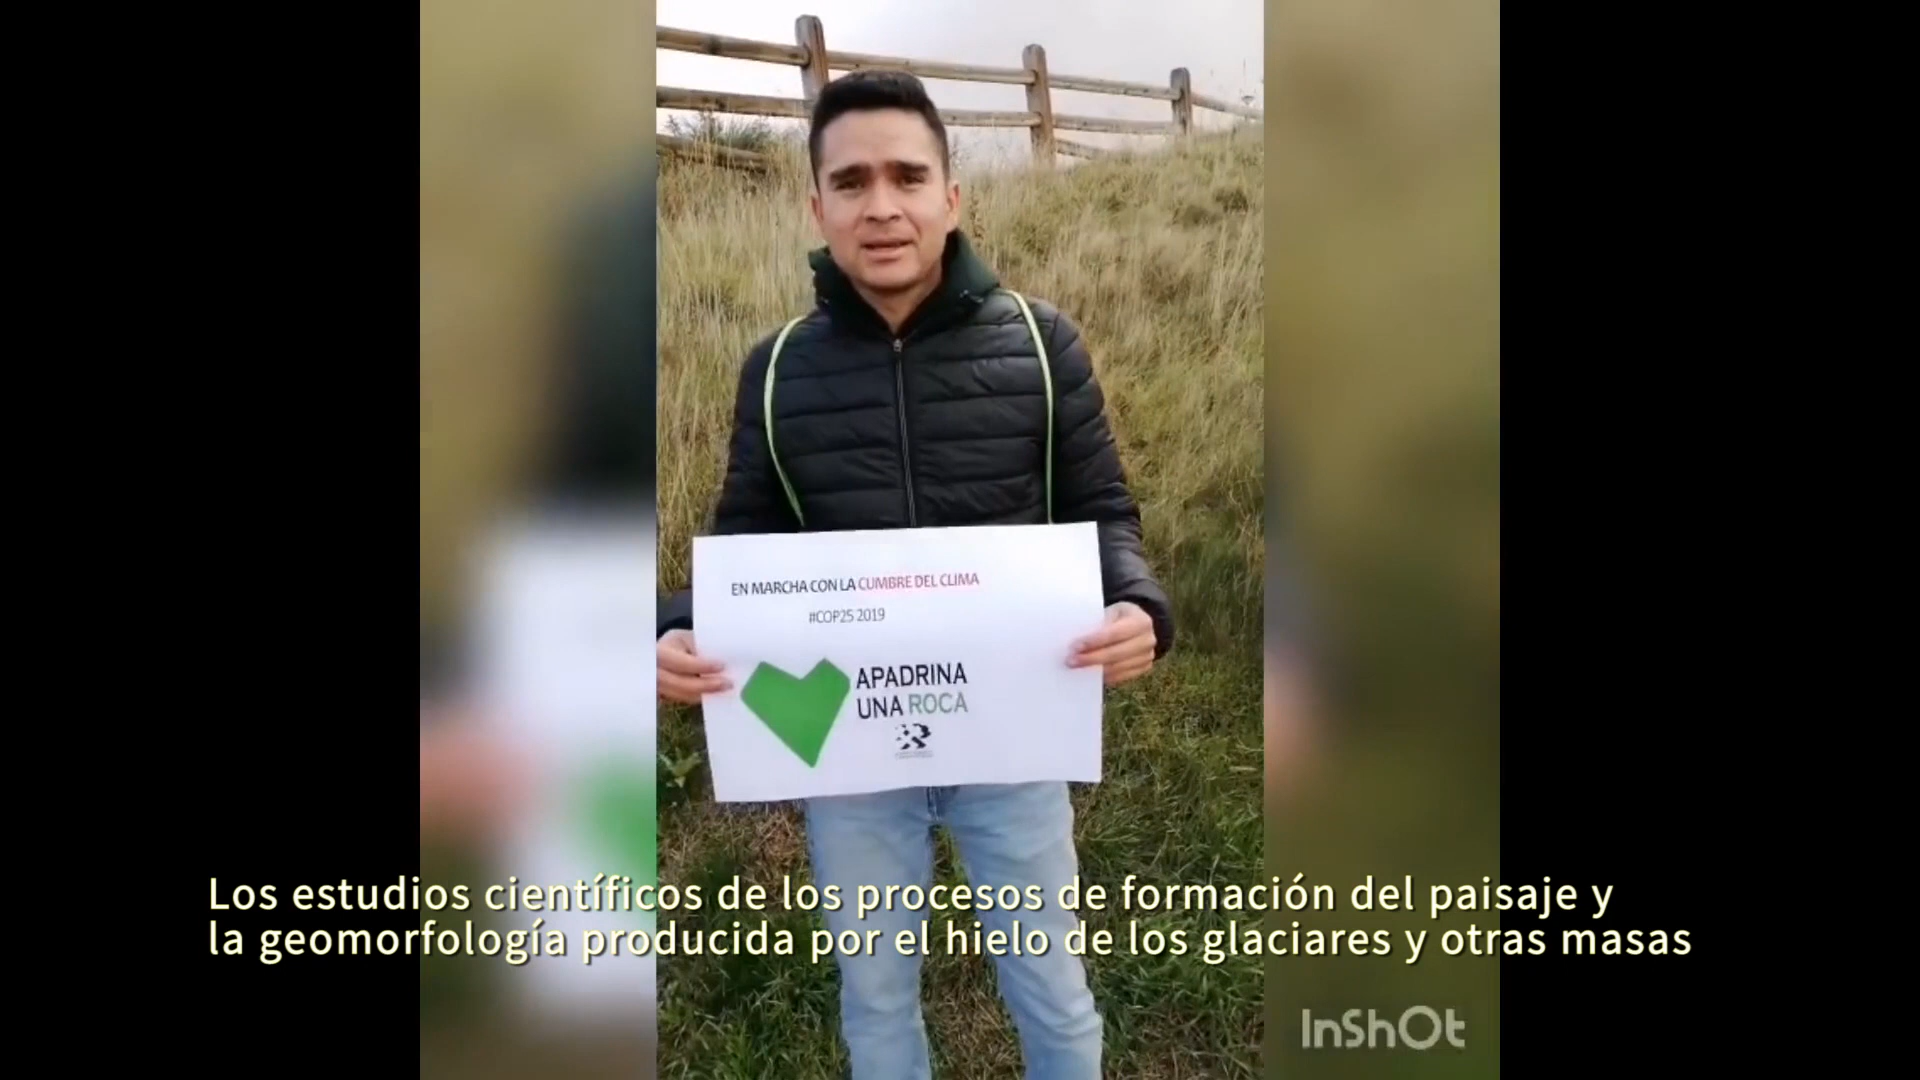 EN MARCHA CON LA CUMBRE DEL CLIMA
#COP25 2019
APADRINA
UNA ROCA
Los estudios científicos de los procesos de formación del paisaje y
la geomorfología producida por el hielo de los glaciares y otras masas
InShOt